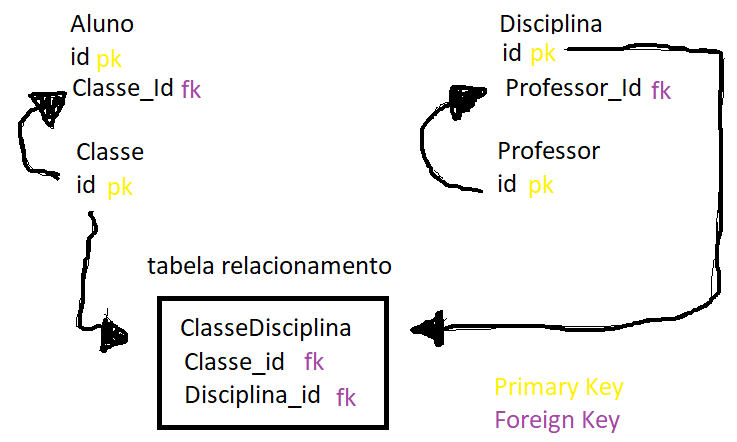 Aluno
id pk
Classe_Id fk
Classe
id pk
Disciplina
id pk
Professor_Id fk
Professor
id pk
tabela relacionamento
ClasseDisciplina
Classe_id fk
Disciplina_id fk
Primary Key
Foreign Key